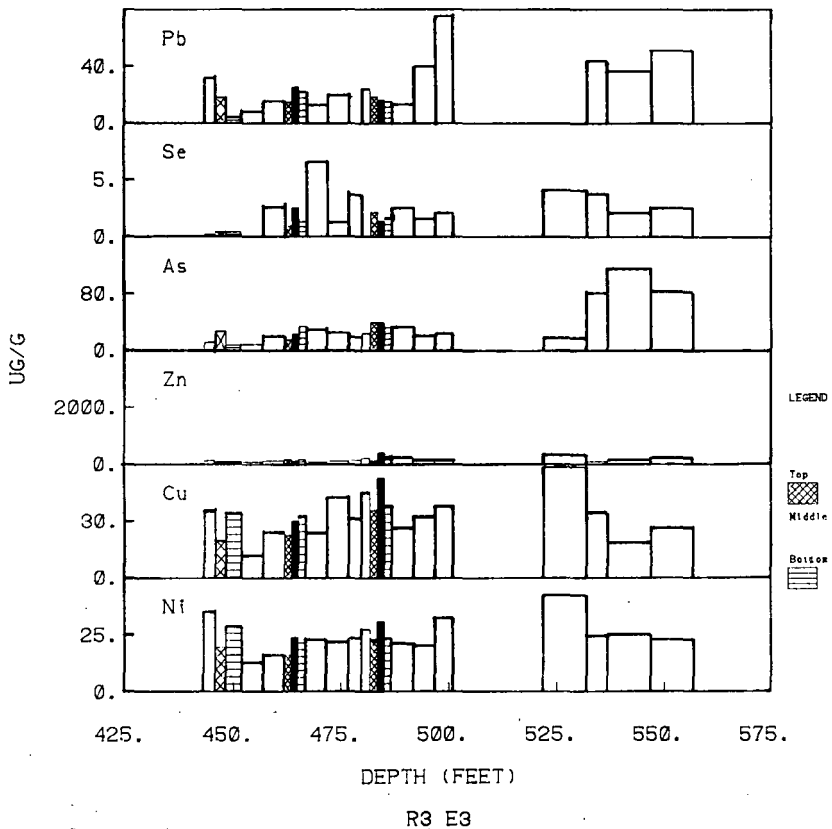 Pb
40.
0.
Se
5.
0.
As
80.
0.
Zn
2000.
0.
Cu
30.
0.
Ni
25.
0.
UG/G
425. 450. 475. 500. 525. 550. 575.
DEPTH (FEET)
R3 E3
LEGEND
Top
Middle
Bottom